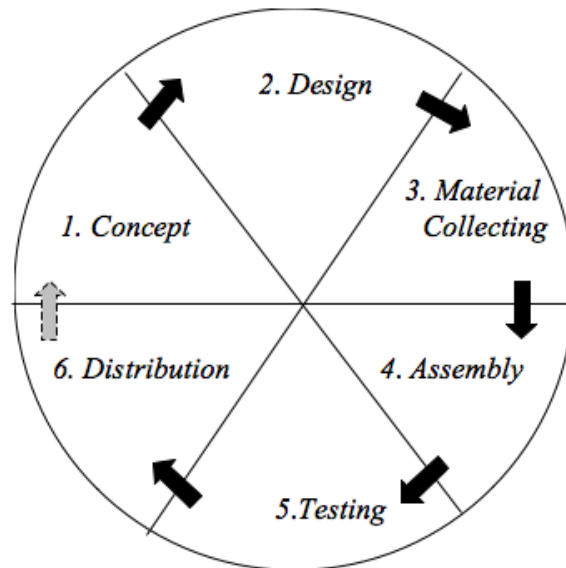 1. Concept
2. Design
3. Material
Collecting
4. Assembly
5.Testing
6. Distribution